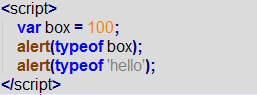 <script>
var box = 100;
alert(typeof box);
alert(typeof 'hello');
</script>